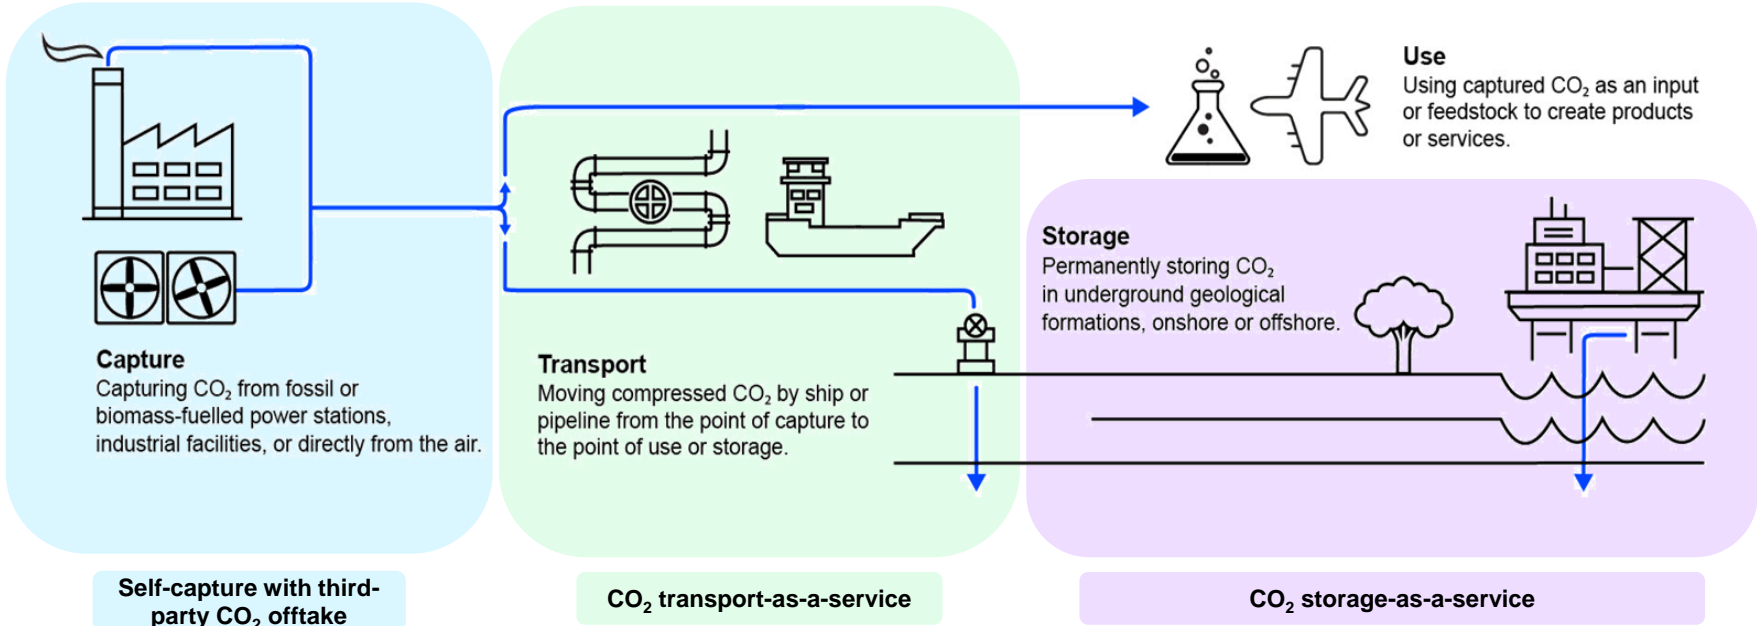 Capture
Capturing CO₂ from fossil or
biomass-fuelled power stations,
industrial facilities, or directly from the air.
Transport
Moving compressed CO₂ by ship or
pipeline from the point of capture to
the point of use or storage.
Use
Using captured CO₂ as an input
or feedstock to create products
or services.
Storage
Permanently storing CO₂
in underground geological
formations, onshore or offshore.
Self-capture with third-
party CO₂ offtake
CO₂ transport-as-a-service
CO₂ storage-as-a-service